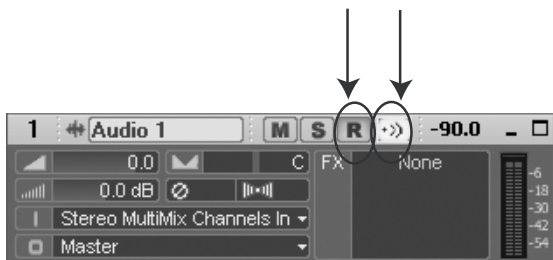 1 Audio 1 M S R -90.0
0.0 C FX None
0.0 dB
Stereo MultiMix Channels In
Master
-6
-18
-30
-42
-54